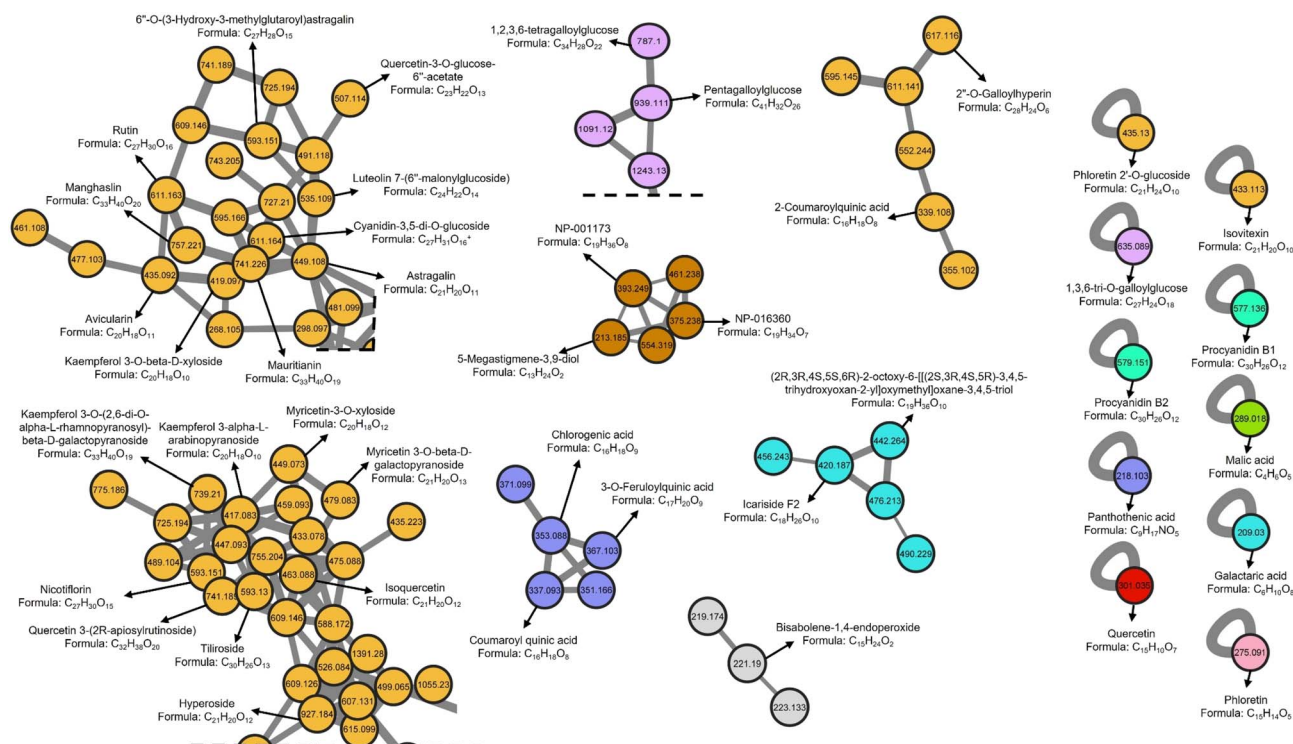 6"-O-(3-Hydroxy-3-methylglutaroyl)astragalin
Formula: C27H28O15
741.189
725.194
507.114
Quercetin-3-O-glucose-
6"-acetate
Formula: C23H22O13
609.146
593.151
491.118
Rutin
Formula: C27H30O16
743.205
Manghaslin
Formula: C33H40O20
611.163
727.21
535.109
Luteolin 7-(6"-malonylglucoside)
Formula: C24H22O14
595.166
461.108
757.221
611.164
Cyanidin-3,5-di-O-glucoside
Formula: C27H31O16+
477.103
435.092
419.097
741.226
449.108
Astragalin
Formula: C21H20O11
481.099
Avicularin
Formula: C20H18O11
268.105
298.097
Kaempferol 3-O-beta-D-xyloside
Formula: C20H18O10
Mauritianin
Formula: C33H40O19
1,2,3,6-tetragalloylglucose
Formula: C34H28O22
787.1
939.111
Pentagalloylglucose
Formula: C41H32O26
1091.12
1243.13
617.116
595.145
611.141
2"-O-Galloylhyperin
Formula: C28H24O6
552.244
2-Coumaroylquinic acid
Formula: C16H18O8
339.108
355.102
NP-001173
Formula: C19H36O8
393.249
461.238
375.238
NP-016360
Formula: C19H34O7
213.185
554.319
5-Megastigmene-3,9-diol
Formula: C13H24O2
435.13
Phloretin 2'-O-glucoside
Formula: C21H24O10
433.113
Isovitexin
Formula: C21H20O10
635.089
1,3,6-tri-O-galloylglucose
Formula: C27H24O18
577.136
Procyanidin B1
Formula: C30H26O12
579.151
Procyanidin B2
Formula: C30H26O12
289.018
Malic acid
Formula: C4H6O5
218.103
Panthothenic acid
Formula: C9H17NO5
209.03
Galactaric acid
Formula: C6H10O8
301.035
Quercetin
Formula: C15H10O7
275.091
Phloretin
Formula: C15H14O5
Kaempferol 3-O-(2,6-di-O-
alpha-L-rhamnopyranosyl)-
beta-D-galactopyranoside
Formula: C33H40O19
Kaempferol 3-alpha-L-
arabinopyranoside
Formula: C20H18O10
Myricetin-3-O-xyloside
Formula: C20H18O12
Myricetin 3-O-beta-D-
galactopyranoside
Formula: C21H20O13
775.186
739.21
449.073
479.083
725.194
417.083
459.093
435.223
447.093
433.078
489.104
593.151
755.204
475.088
463.088
Isoquercetin
Formula: C21H20O12
Nicotiflorin
Formula: C27H30O15
741.189
593.13
Quercetin 3-(2R-apiosylrutinoside)
Formula: C32H38O20
Tiliroside
Formula: C30H26O13
609.146
588.172
1391.28
526.084
609.126
499.065
1055.23
607.131
Hyperoside
Formula: C21H20O12
927.184
615.099
Chlorogenic acid
Formula: C16H18O9
371.099
3-O-Feruloylquinic acid
Formula: C17H20O9
353.088
367.103
337.093
351.166
Coumaroyl quinic acid
Formula: C16H18O8
(2R,3R,4S,5S,6R)-2-octoxy-6-[[(2S,3R,4S,5R)-3,4,5-
trihydroxyoxan-2-yl]oxymethyl]oxane-3,4,5-triol
Formula: C19H36O10
456.243
420.187
442.264
476.213
Icariside F2
Formula: C18H26O10
490.229
219.174
221.19
Bisabolene-1,4-endoperoxide
Formula: C15H24O2
223.133